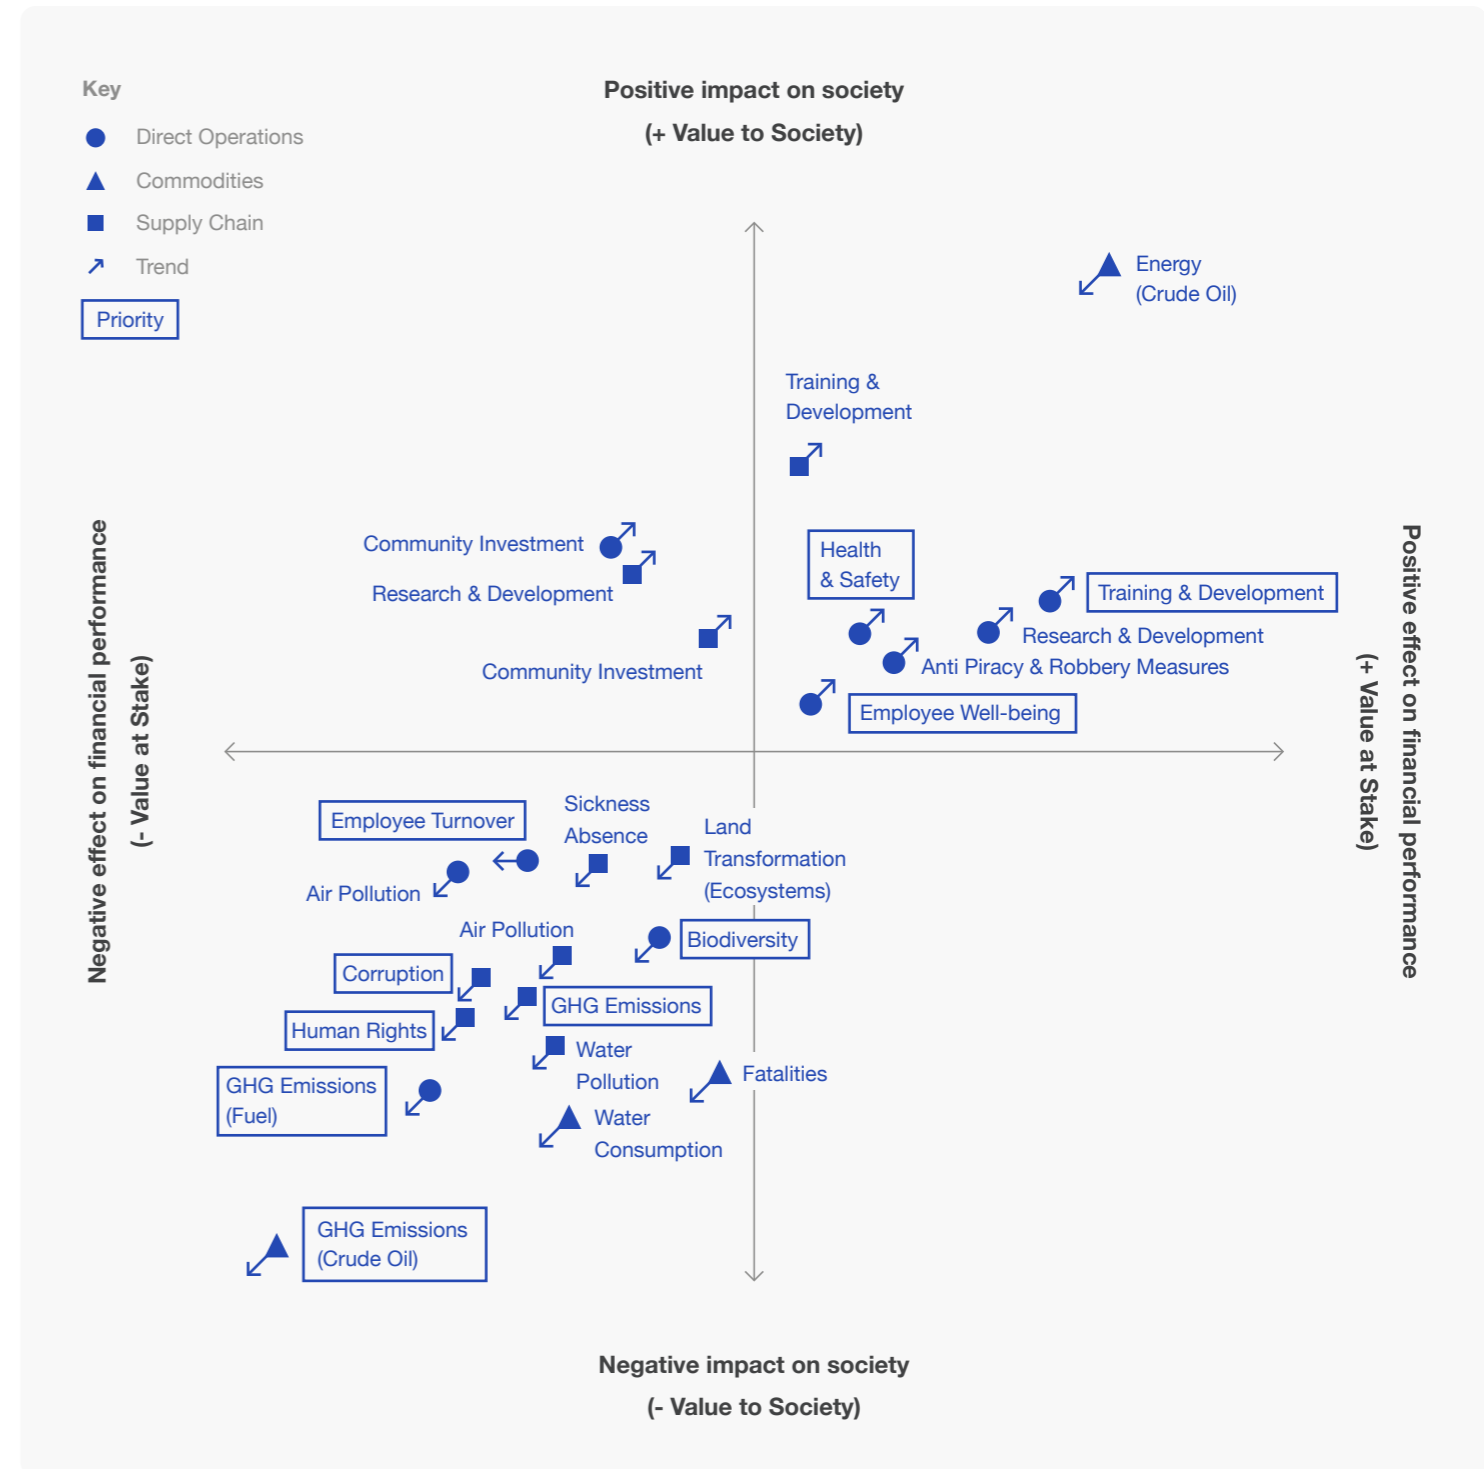 Key
Direct Operations
Commodities
Supply Chain
Trend
Priority
Positive impact on society
(+ Value to Society)
Energy
(Crude Oil)
Training &
Development
Community Investment
Research & Development
Community Investment
Health
& Safety
Training & Development
Research & Development
Anti Piracy & Robbery Measures
Employee Well-being
Negative effect on financial performance
(- Value at Stake)
Positive effect on financial performance
(+ Value at Stake)
Employee Turnover
Sickness
Absence
Land
Transformation
(Ecosystems)
Air Pollution
Air Pollution
Biodiversity
Corruption
GHG Emissions
Human Rights
Water
Pollution
Fatalities
GHG Emissions
(Fuel)
Water
Consumption
GHG Emissions
(Crude Oil)
Negative impact on society
(- Value to Society)